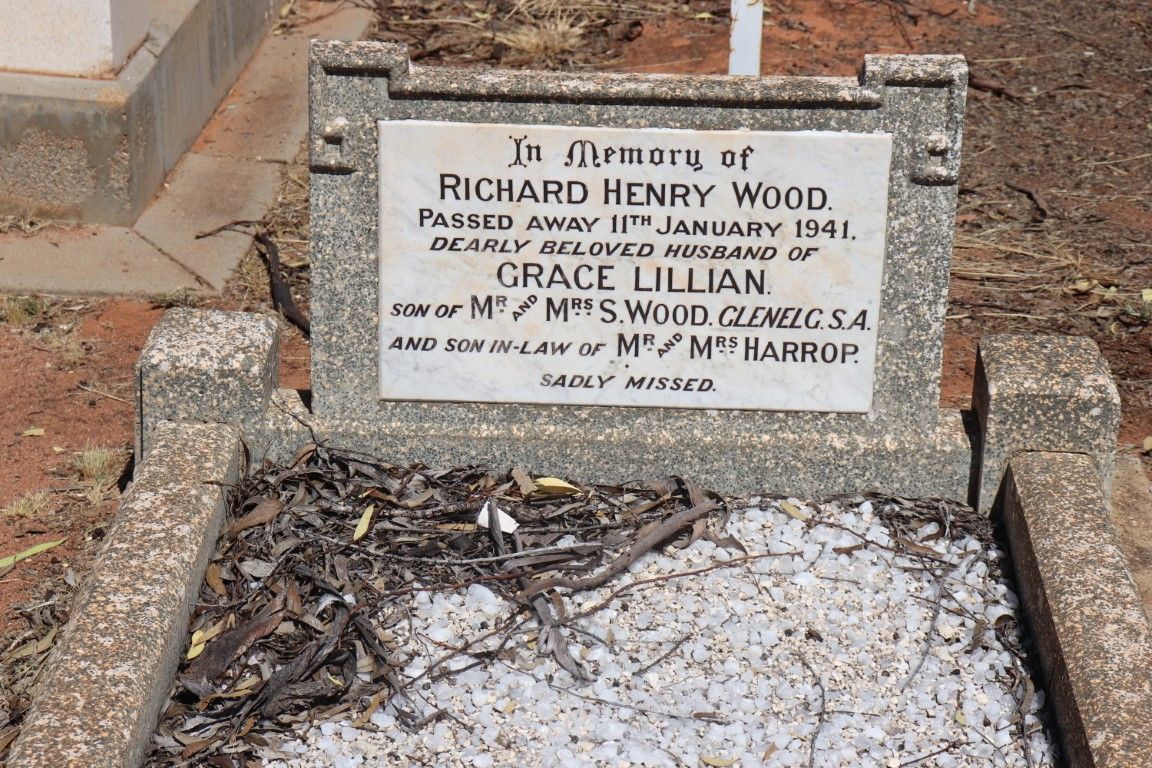 In Memory of
RICHARD HENRY WOOD.
PASSED AWAY 11TH JANUARY 1941.
DEARLY BELOVED HUSBAND OF
GRACE LILLIAN.
SON OF MR AND MRS S. WOOD. GLENELG. S.A.
AND SON IN-LAW OF MR AND MRS HARROP.
SADLY MISSED.